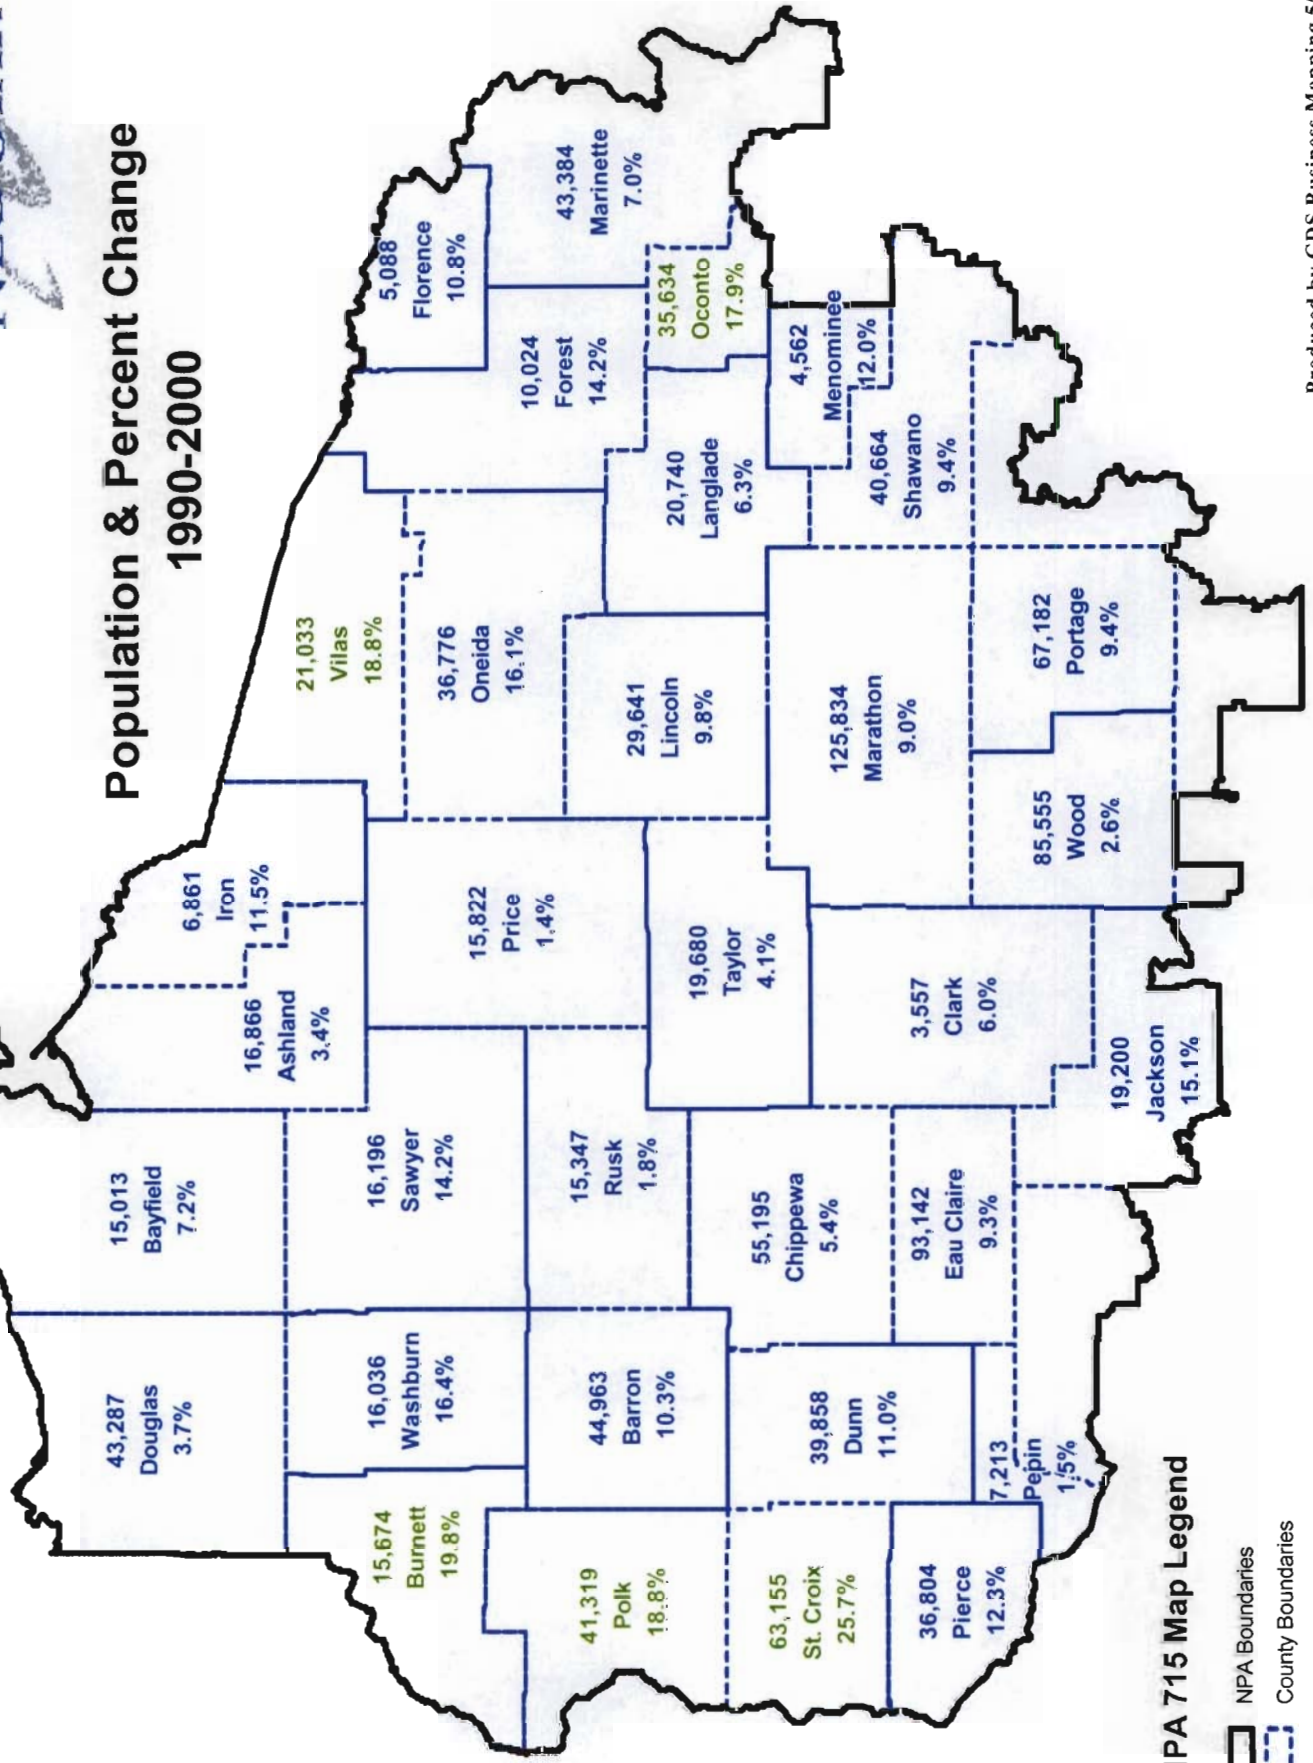 Population & Percent Change
1990-2000
43,287
Douglas
3.7%
15,013
Bayfield
7.2%
16,866
Ashland
3.4%
6,861
Iron
11.5%
21,033
Vilas
18.8%
5,088
Florence
10.8%
15,674
Burnett
19.8%
16,036
Washburn
16.4%
16,196
Sawyer
14.2%
15,822
Price
1.4%
36,776
Oneida
16.1%
10,024
Forest
14.2%
43,384
Marinette
7.0%
41,319
Polk
18.8%
44,963
Barron
10.3%
15,347
Rusk
1.8%
19,680
Taylor
4.1%
29,641
Lincoln
9.8%
20,740
Langlade
6.3%
35,634
Oconto
17.9%
63,155
St. Croix
25.7%
39,858
Dunn
11.0%
55,195
Chippewa
5.4%
125,834
Marathon
9.0%
4,562
Menominee
12.0%
40,664
Shawano
9.4%
36,804
Pierce
12.3%
7,213
Pepin
1.5%
93,142
Eau Claire
9.3%
3,557
Clark
6.0%
85,555
Wood
2.6%
67,182
Portage
9.4%
19,200
Jackson
15.1%
PA 715 Map Legend
NPA Boundaries
County Boundaries